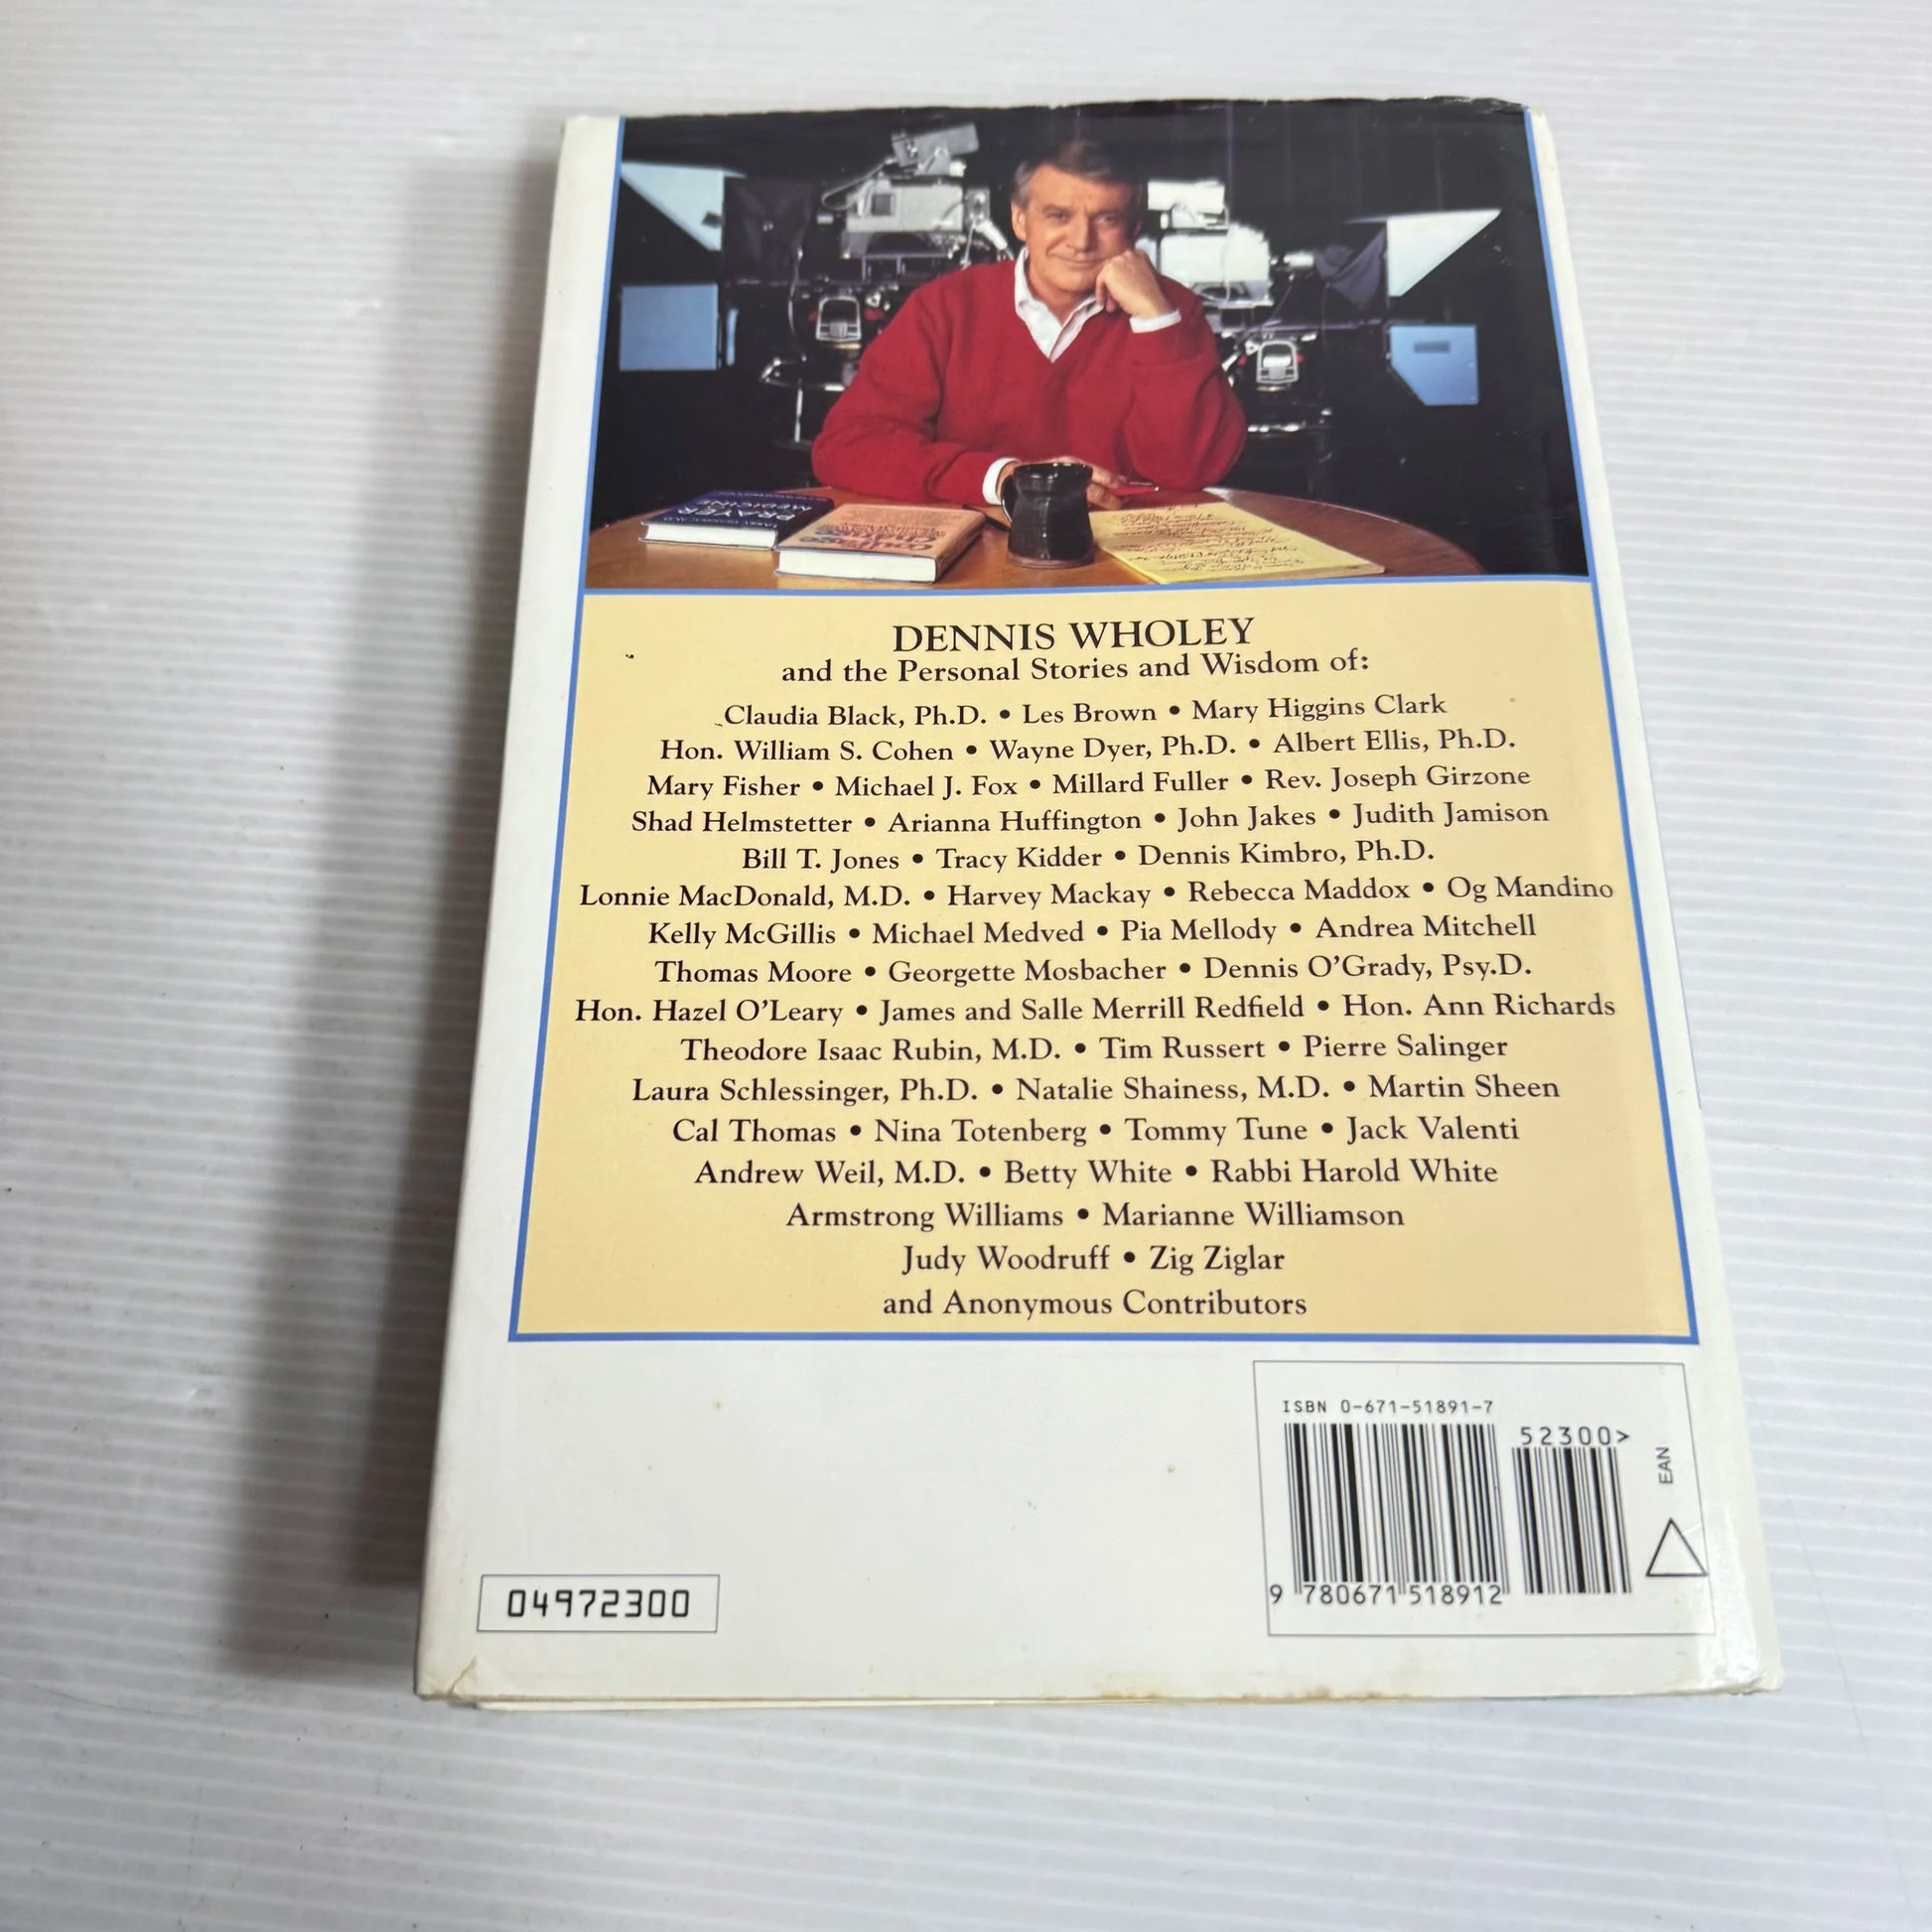 PRAYER
MEDICINE
DENNIS WHOLEY
and the Personal Stories and Wisdom of:
Claudia Black, Ph.D. • Les Brown • Mary Higgins Clark
Hon. William S. Cohen • Wayne Dyer, Ph.D. • Albert Ellis, Ph.D.
Mary Fisher • Michael J. Fox • Millard Fuller • Rev. Joseph Girzone
Shad Helmstetter • Arianna Huffington • John Jakes • Judith Jamison
Bill T. Jones • Tracy Kidder • Dennis Kimbro, Ph.D.
Lonnie MacDonald, M.D. • Harvey Mackay • Rebecca Maddox • Og Mandino
Kelly McGillis • Michael Medved • Pia Mellody • Andrea Mitchell
Thomas Moore • Georgette Mosbacher • Dennis O’Grady, Psy.D.
Hon. Hazel O’Leary • James and Salle Merrill Redfield • Hon. Ann Richards
Theodore Isaac Rubin, M.D. • Tim Russert • Pierre Salinger
Laura Schlessinger, Ph.D. • Natalie Shainess, M.D. • Martin Sheen
Cal Thomas • Nina Totenberg • Tommy Tune • Jack Valenti
Andrew Weil, M.D. • Betty White • Rabbi Harold White
Armstrong Williams • Marianne Williamson
Judy Woodruff • Zig Ziglar
and Anonymous Contributors
ISBN 0-671-51891-7
52300>
EAN
9 780671 518912
04972300